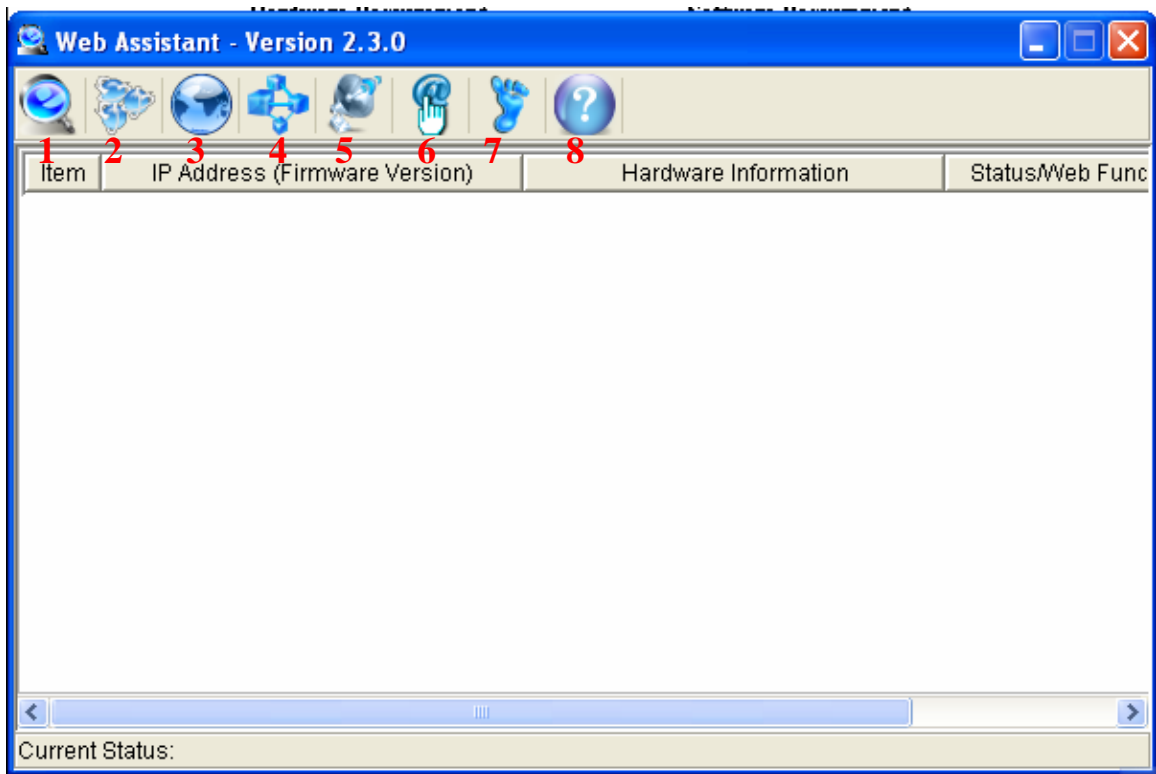 Web Assistant - Version 2.3.0
1 2 3 4 5 6 7 8
Item IP Address (Firmware Version) Hardware Information Status/Web Func
Current Status: